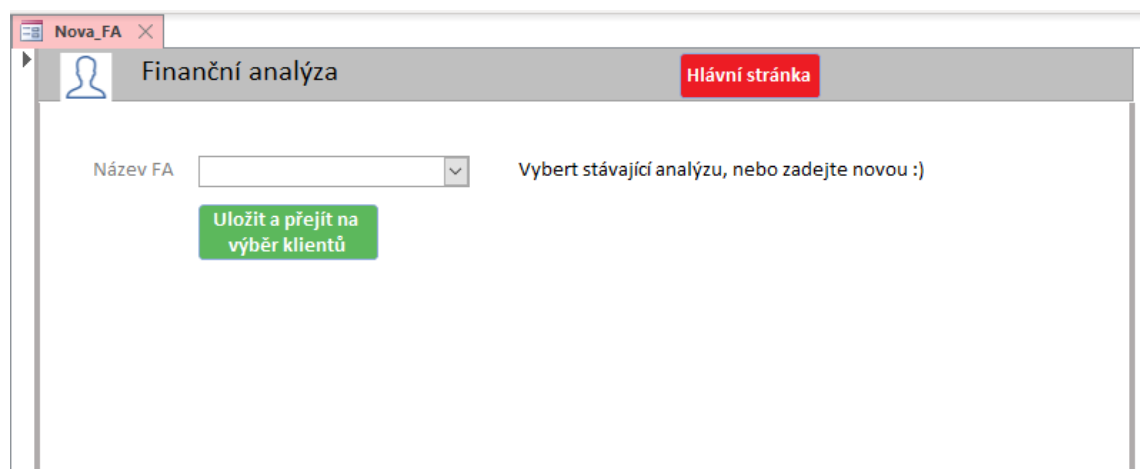 Nova_FA
Finanční analýza
Hlávní stránka
Název FA
Vybert stávající analýzu, nebo zadejte novou :)
Uložit a přejít na
výběr klientů